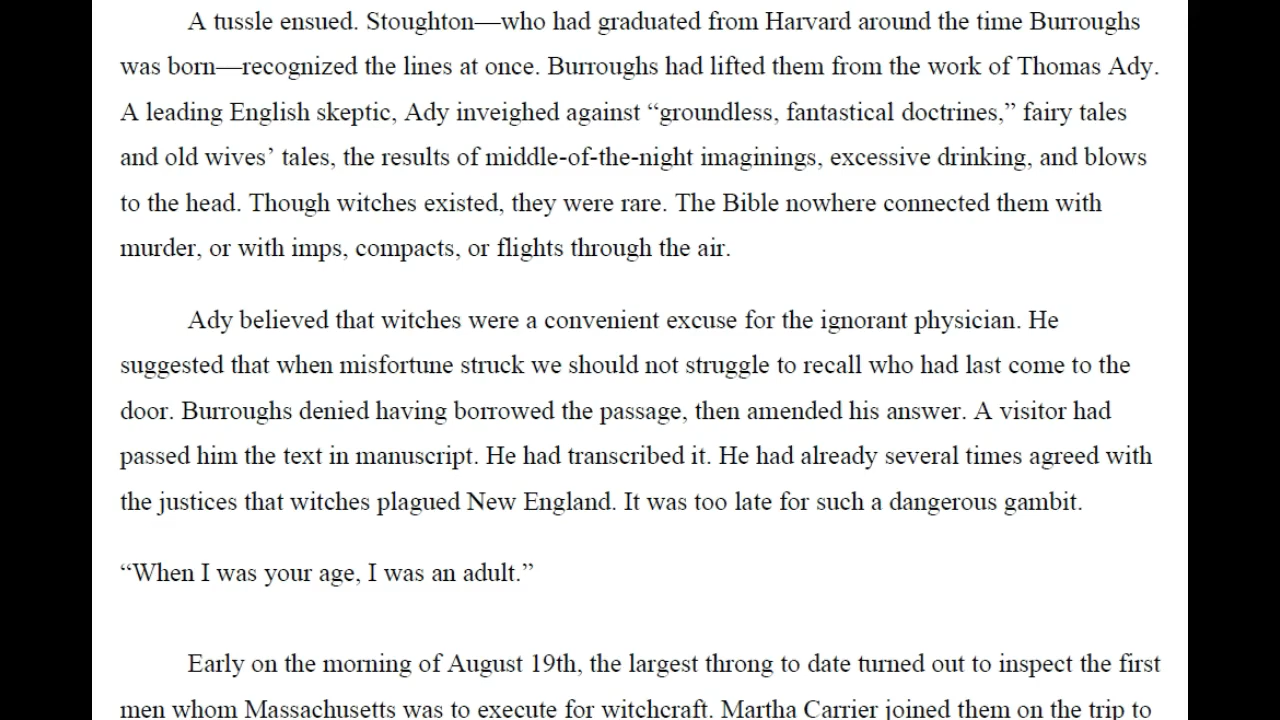 A tussle ensued. Stoughton—who had graduated from Harvard around the time Burroughs
was born—recognized the lines at once. Burroughs had lifted them from the work of Thomas Ady.
A leading English skeptic, Ady inveighed against “groundless, fantastical doctrines,” fairy tales
and old wives’ tales, the results of middle-of-the-night imaginings, excessive drinking, and blows
to the head. Though witches existed, they were rare. The Bible nowhere connected them with
murder, or with imps, compacts, or flights through the air.
Ady believed that witches were a convenient excuse for the ignorant physician. He
suggested that when misfortune struck we should not struggle to recall who had last come to the
door. Burroughs denied having borrowed the passage, then amended his answer. A visitor had
passed him the text in manuscript. He had transcribed it. He had already several times agreed with
the justices that witches plagued New England. It was too late for such a dangerous gambit.
“When I was your age, I was an adult.”
Early on the morning of August 19th, the largest throng to date turned out to inspect the first
men whom Massachusetts was to execute for witchcraft. Martha Carrier joined them on the trip to